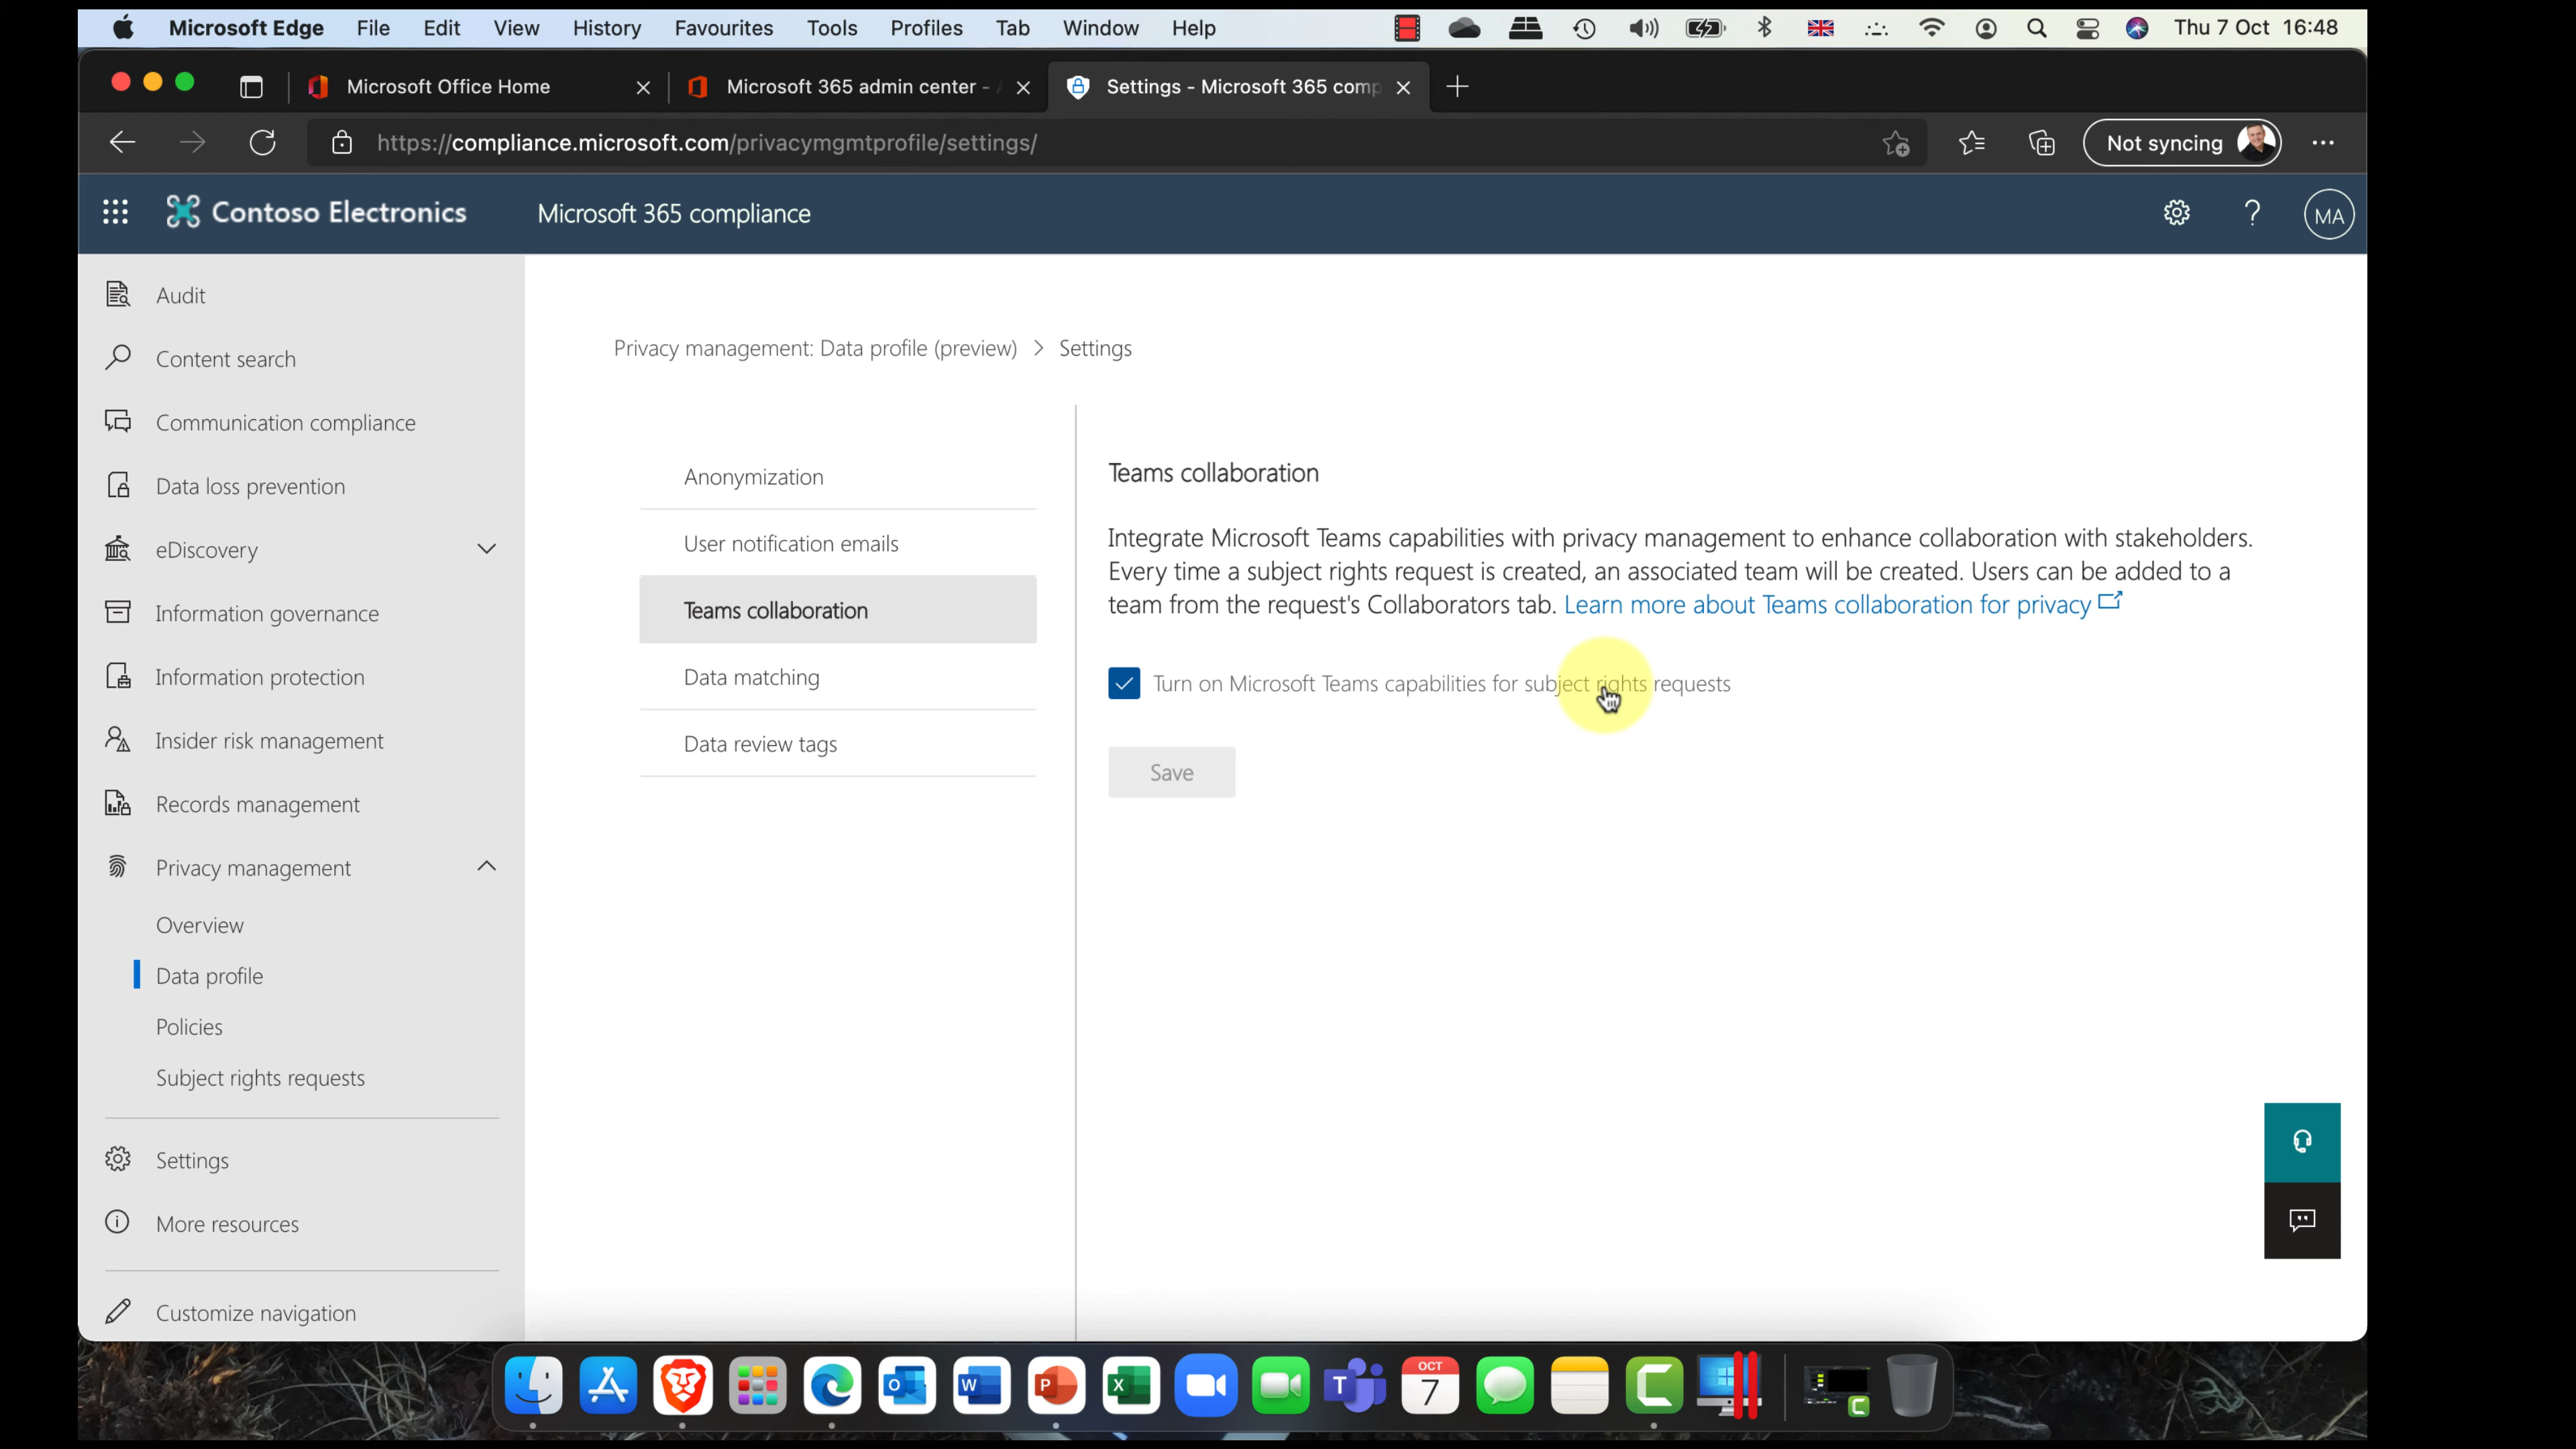 Microsoft Edge File Edit View History Favourites Tools Profiles Tab Window Help Thu 7 Oct 16:48
Microsoft Office Home Microsoft 365 admin center - Settings - Microsoft 365 comp
https://compliance.microsoft.com/privacymgmtprofile/settings/ Not syncing
Contoso Electronics Microsoft 365 compliance ? MA
Audit
Content search
Communication compliance
Data loss prevention
eDiscovery
Information governance
Information protection
Insider risk management
Records management
Privacy management
Overview
Data profile
Policies
Subject rights requests
Settings
More resources
Customize navigation
Privacy management: Data profile (preview) > Settings
Anonymization
User notification emails
Teams collaboration
Data matching
Data review tags
Teams collaboration
Integrate Microsoft Teams capabilities with privacy management to enhance collaboration with stakeholders.
Every time a subject rights request is created, an associated team will be created. Users can be added to a
team from the request's Collaborators tab. Learn more about Teams collaboration for privacy
Turn on Microsoft Teams capabilities for subject rights requests
Save
OCT
7